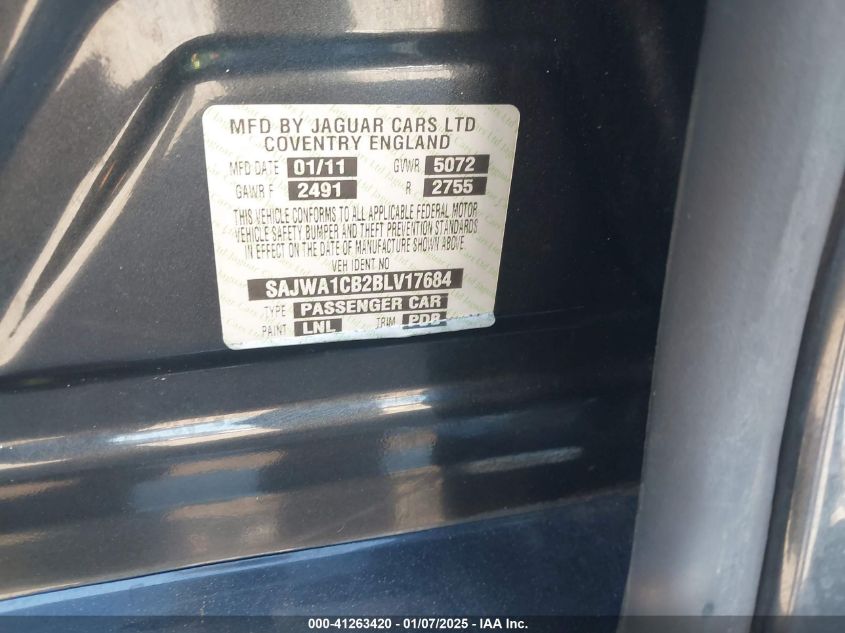 MFD BY JAGUAR CARS LTD
COVENTRY ENGLAND
MFD DATE 01/11 GVWR 5072
GAWR F 2491 R 2755
THIS VEHICLE CONFORMS TO ALL APPLICABLE FEDERAL MOTOR
VEHICLE SAFETY BUMPER AND THEFT PREVENTION STANDARDS
IN EFFECT ON THE DATE OF MANUFACTURE SHOWN ABOVE.
VEH IDENT NO
SAJWA1CB2BLV17684
TYPE PASSENGER CAR
PAINT LNL TRIM PDB
000-41263420 - 01/07/2025 - IAA Inc.